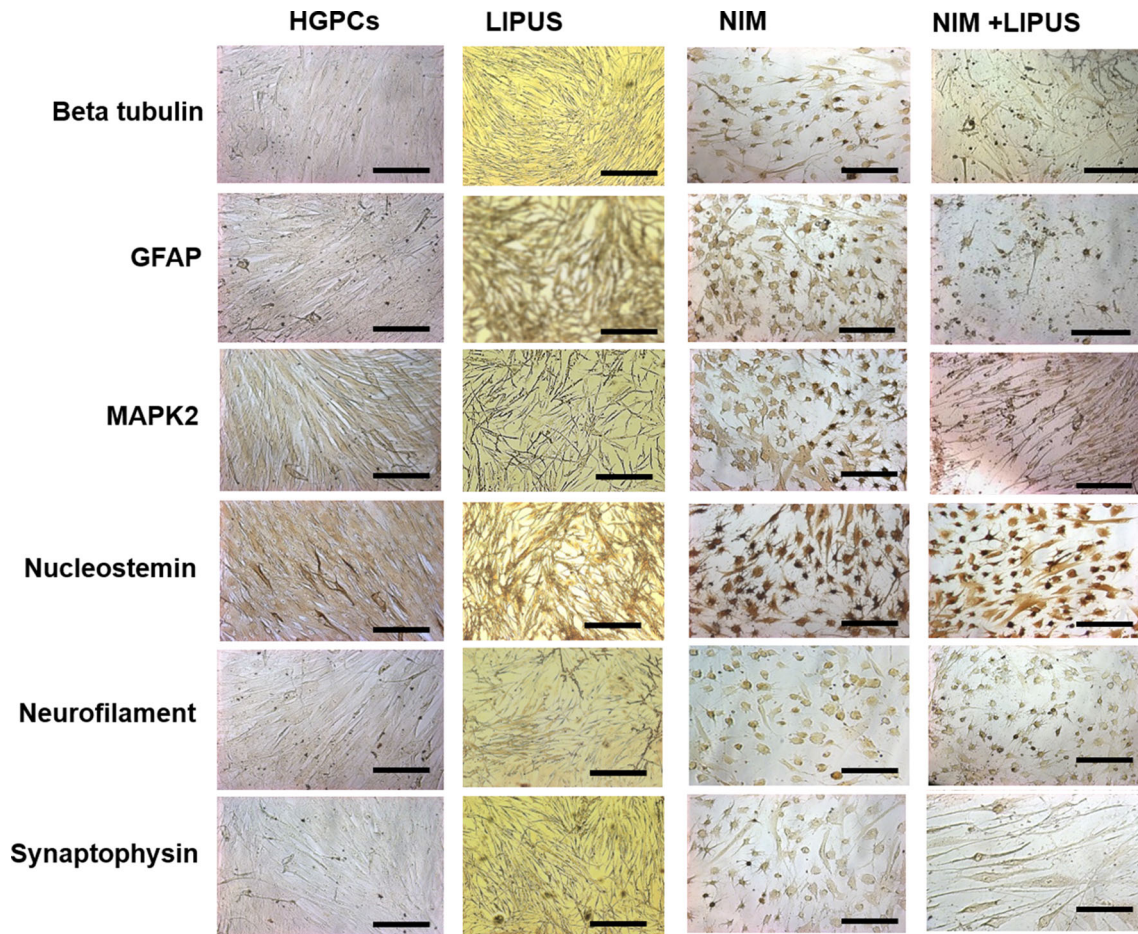 HGPCs LIPUS NIM NIM +LIPUS
Beta tubulin
GFAP
MAPK2
Nucleostemin
Neurofilament
Synaptophysin